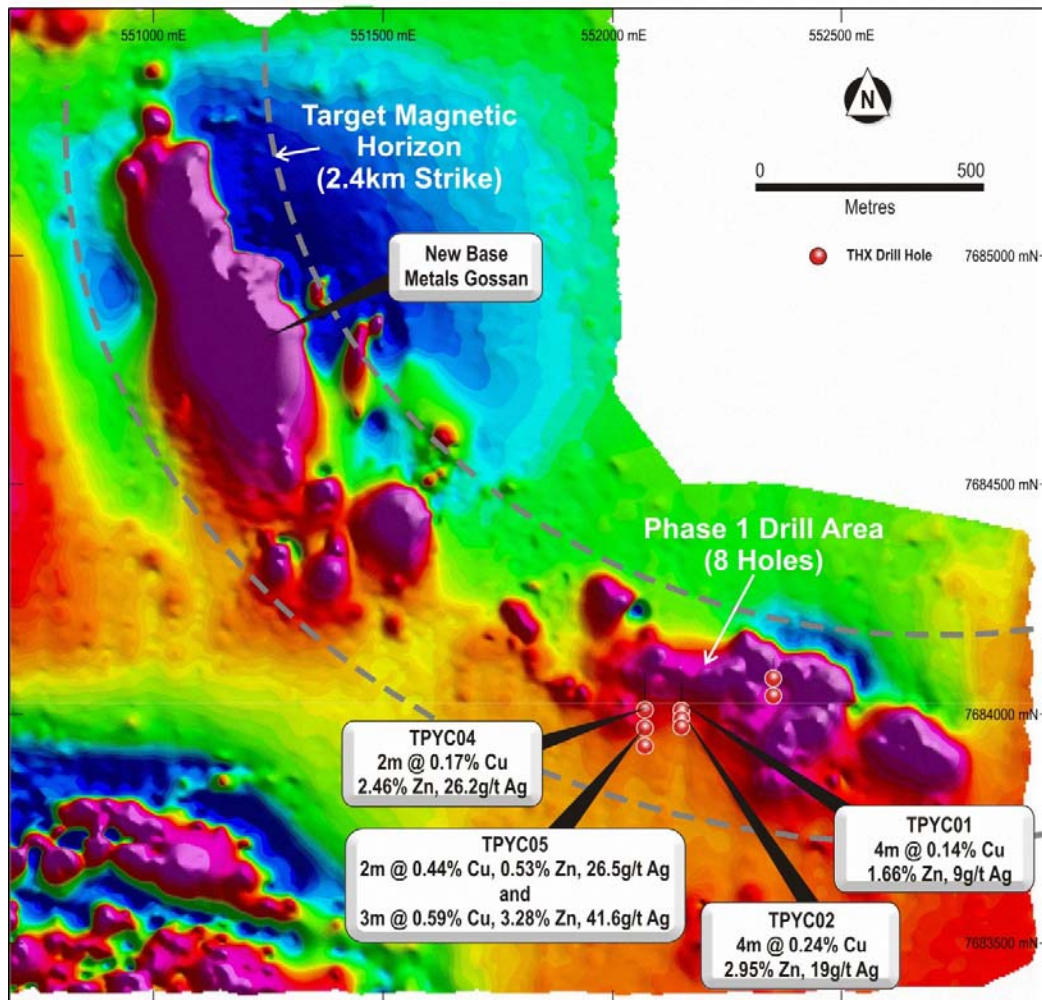 551000 mE
551500 mE
552000 mE
552500 mE
N
Target Magnetic
Horizon
(2.4km Strike)
0
500
Metres
THX Drill Hole
7685000 mN
New Base
Metals Gossan
7684500 mN
Phase 1 Drill Area
(8 Holes)
7684000 mN
TPYC04
2m @ 0.17% Cu
2.46% Zn, 26.2g/t Ag
TPYC05
2m @ 0.44% Cu, 0.53% Zn, 26.5g/t Ag
and
3m @ 0.59% Cu, 3.28% Zn, 41.6g/t Ag
TPYC01
4m @ 0.14% Cu
1.66% Zn, 9g/t Ag
TPYC02
4m @ 0.24% Cu
2.95% Zn, 19g/t Ag
7683500 mN